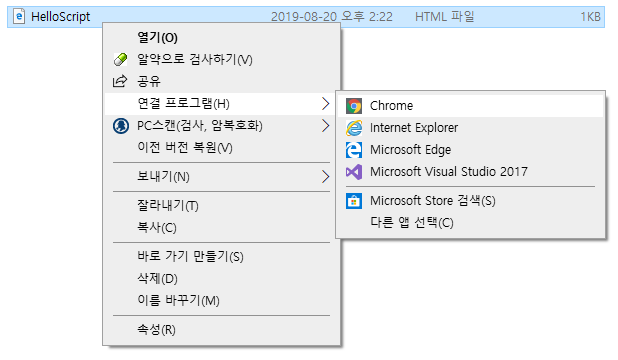 HelloScript 2019-08-20 오후 2:22 HTML 파일 1KB
열기(O)
알약으로 검사하기(V)
공유
연결 프로그램(H)
PC스캔(검사, 암복호화)
이전 버전 복원(V)
보내기(N)
잘라내기(T)
복사(C)
바로 가기 만들기(S)
삭제(D)
이름 바꾸기(M)
속성(R)
Chrome
Internet Explorer
Microsoft Edge
Microsoft Visual Studio 2017
Microsoft Store 검색(S)
다른 앱 선택(C)